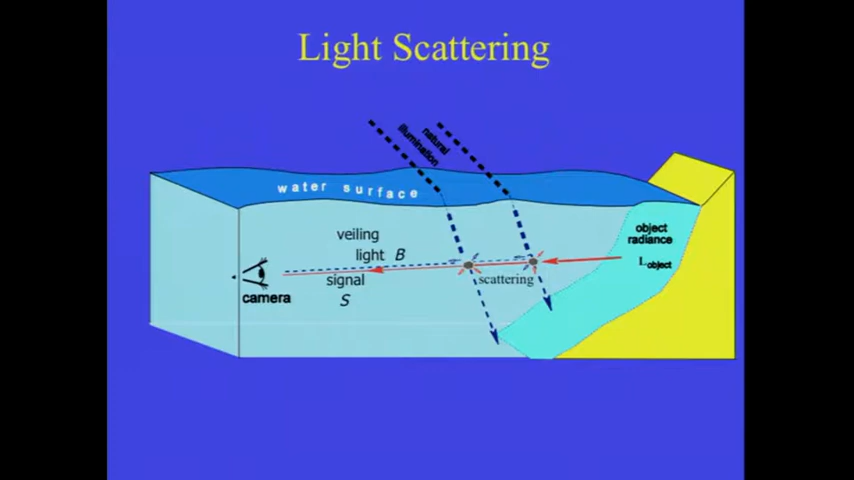 Light Scattering
natural
illumination
water surface
object
radiance
L object
veiling
light B
signal
S
scattering
camera